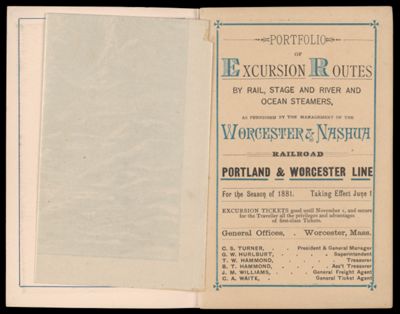 PORTFOLIO
OF
EXCURSION ROUTES
BY RAIL, STAGE AND RIVER AND
OCEAN STEAMERS,
AS FURNISHED BY THE MANAGEMENT OF THE
WORCESTER & NASHUA
RAILROAD
PORTLAND & WORCESTER LINE
For the Season of 1881. Taking Effect June 1
EXCURSION TICKETS good until November 1, and secure
for the Traveller all the privileges and advantages
of first-class Tickets.
General Offices, . Worcester, Mass.
C. S. TURNER, . . President & General Manager
G. W. HURLBURT, . . . . . Superintendent
T. W. HAMMOND, . . . . . . Treasurer
S. T. HAMMOND, . . . . Ass't Treasurer
J. M. WILLIAMS, . . General Freight Agent
C. A. WAITE, . . General Ticket Agent